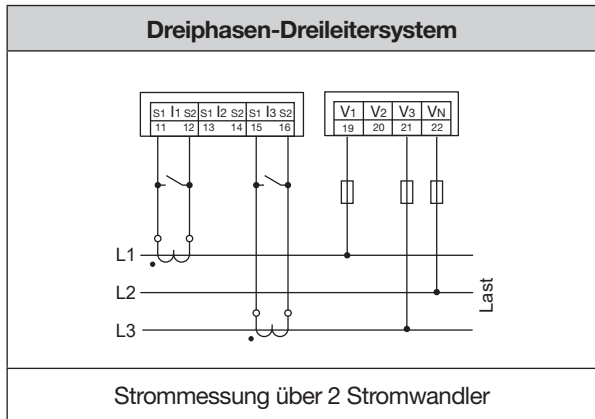 Dreiphasen-Dreileitersystem
S1 I1 S2 S1 I2 S2 S1 I3 S2
11 12 13 14 15 16
V1 V2 V3 VN
19 20 21 22
L1
L2
L3
Last
Strommessung über 2 Stromwandler